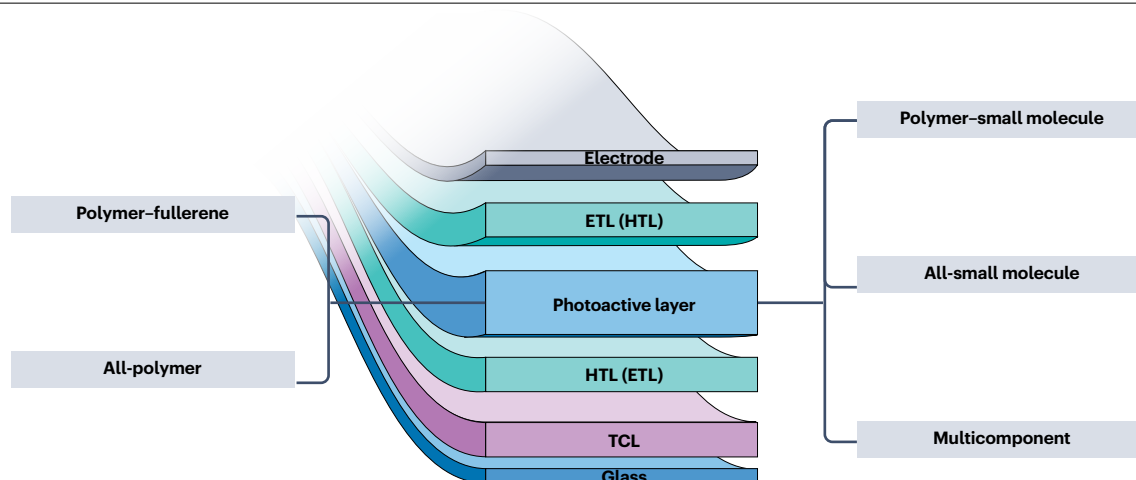 Polymer–small molecule
Electrode
Polymer–fullerene
ETL (HTL)
All-small molecule
Photoactive layer
All-polymer
HTL (ETL)
Multicomponent
TCL
Glass